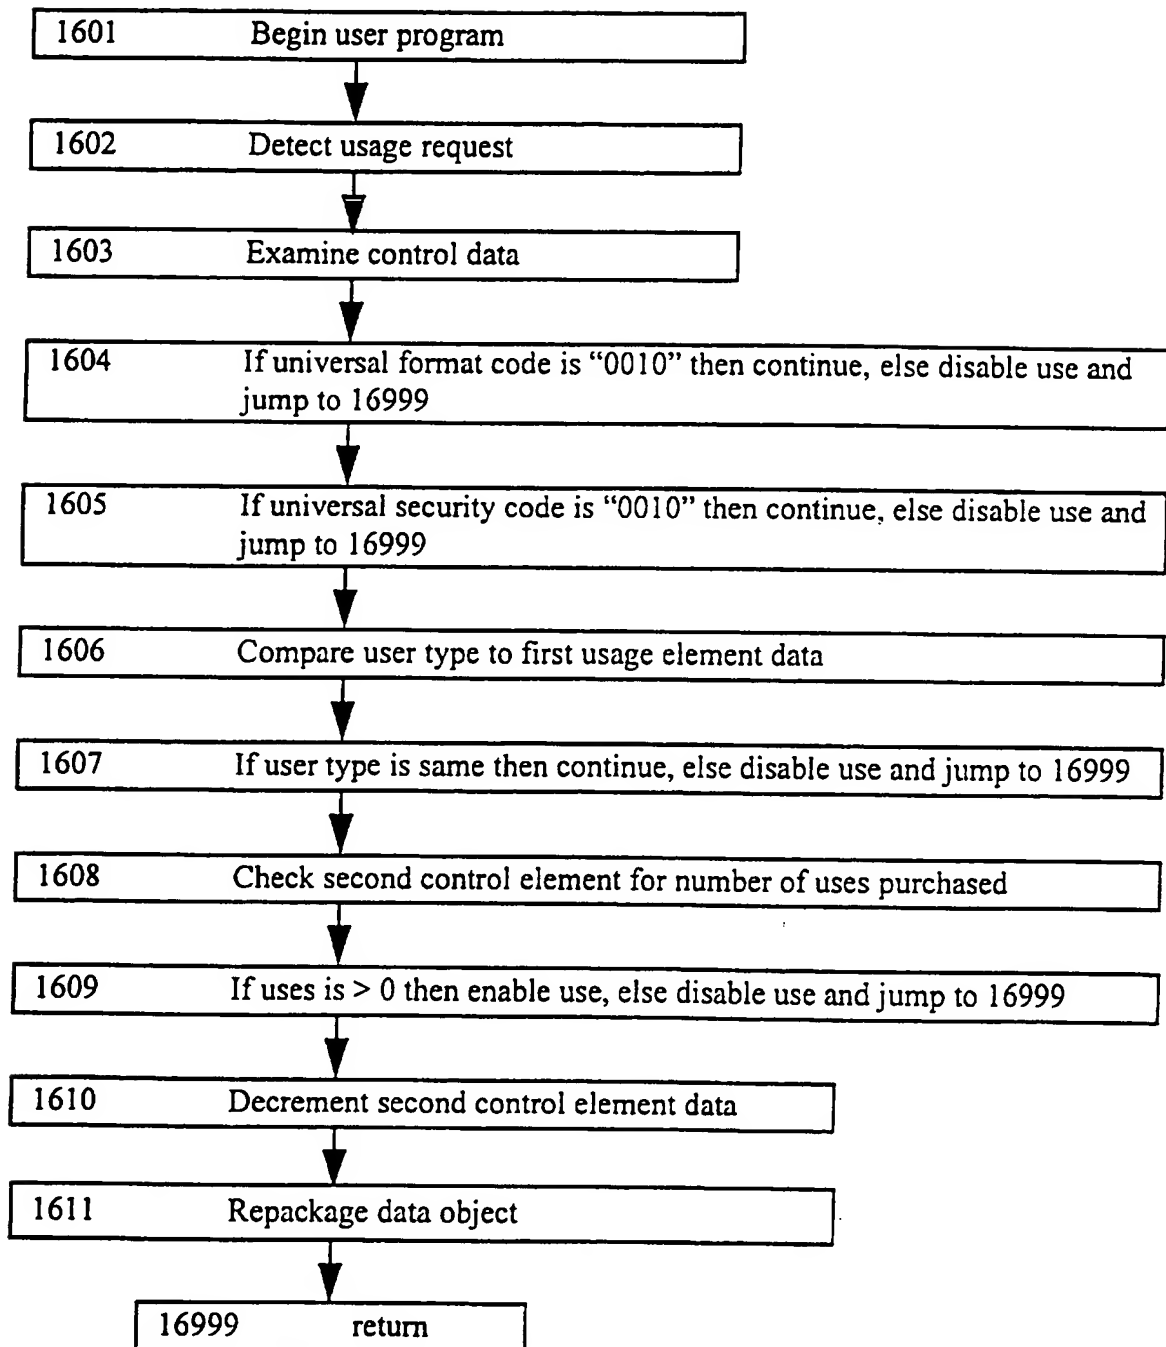 1601 Begin user program
1602 Detect usage request
1603 Examine control data
1604 If universal format code is “0010” then continue, else disable use and
jump to 16999
1605 If universal security code is “0010” then continue, else disable use and
jump to 16999
1606 Compare user type to first usage element data
1607 If user type is same then continue, else disable use and jump to 16999
1608 Check second control element for number of uses purchased
1609 If uses is > 0 then enable use, else disable use and jump to 16999
1610 Decrement second control element data
1611 Repackage data object
16999 return